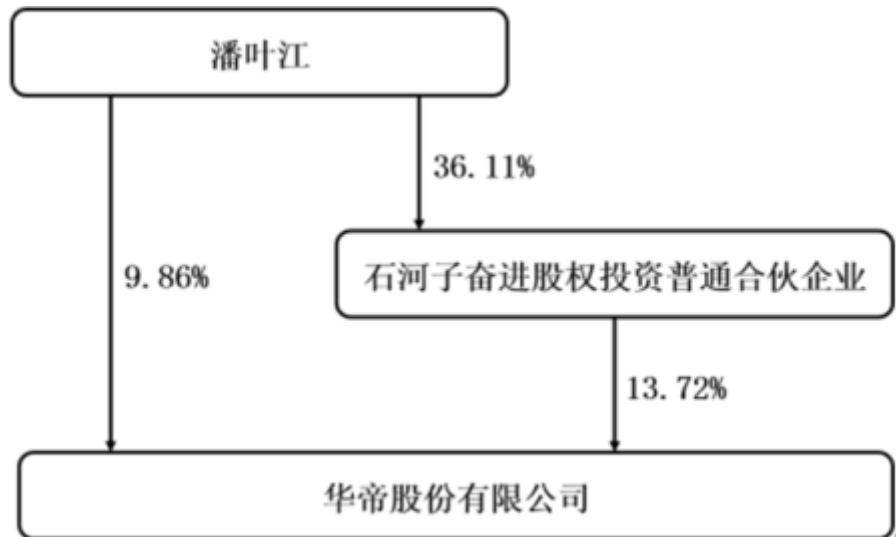 潘叶江
36.11%
9.86%
石河子奋进股权投资普通合伙企业
13.72%
华帝股份有限公司